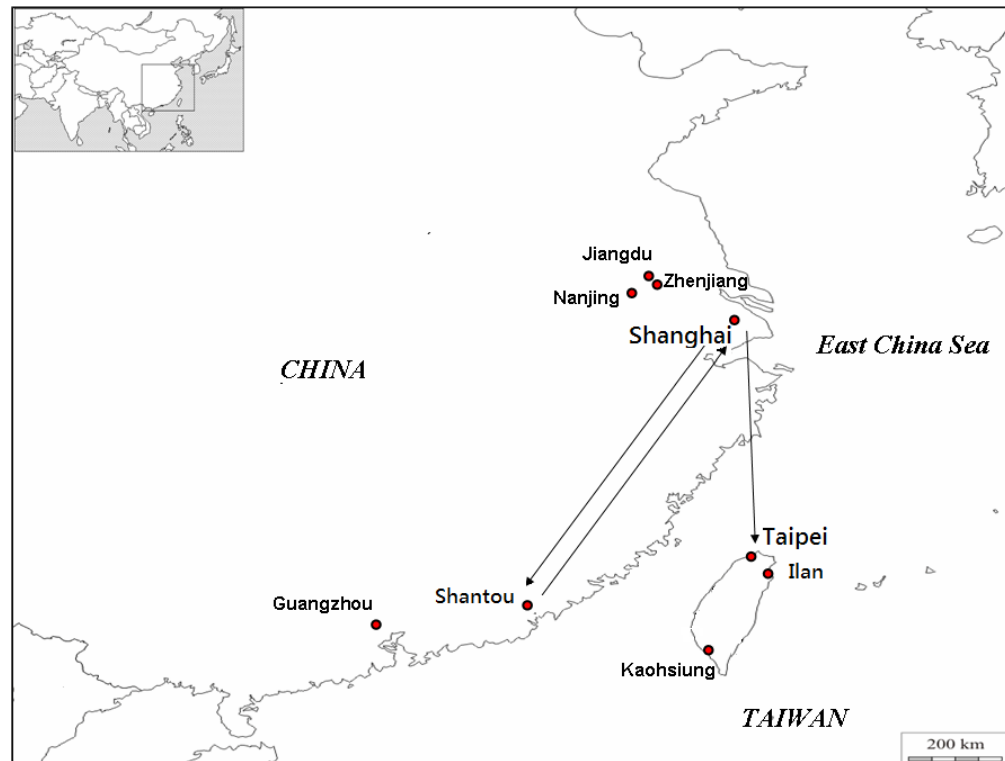 Jiangdu
Zhenjiang
Nanjing
Shanghai
East China Sea
CHINA
Taipei
Ilan
Shantou
Guangzhou
Kaohsiung
TAIWAN
200 km